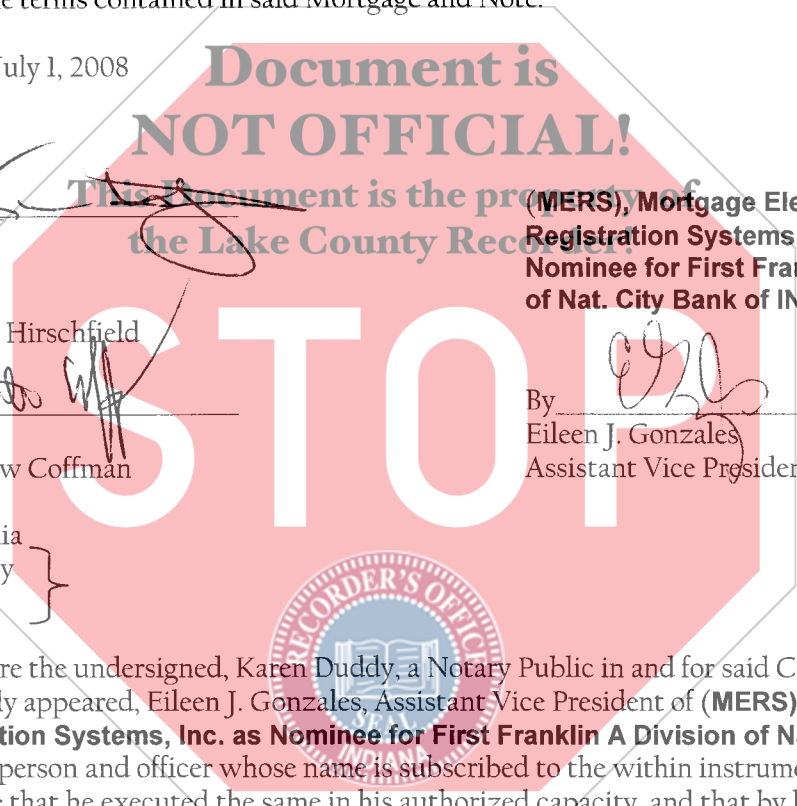 e terms contained in said Mortgage and Note.
July 1, 2008
Document is
NOT OFFICIAL!
This Document is the property of
the Lake County Recorder!
(MERS), Mortgage Ele
Registration Systems
Nominee for First Fran
of Nat. City Bank of IN
STOP
Hirschfield
By
Eileen J. Gonzales
Assistant Vice Presiden
w Coffman
ia
y
RECORDER'S OFFICE
SEAL
INDIANA
re the undersigned, Karen Duddy, a Notary Public in and for said C
ly appeared, Eileen J. Gonzales, Assistant Vice President of (MERS)
tion Systems, Inc. as Nominee for First Franklin A Division of Na
person and officer whose name is subscribed to the within instrume
that he executed the same in his authorized capacity, and that by